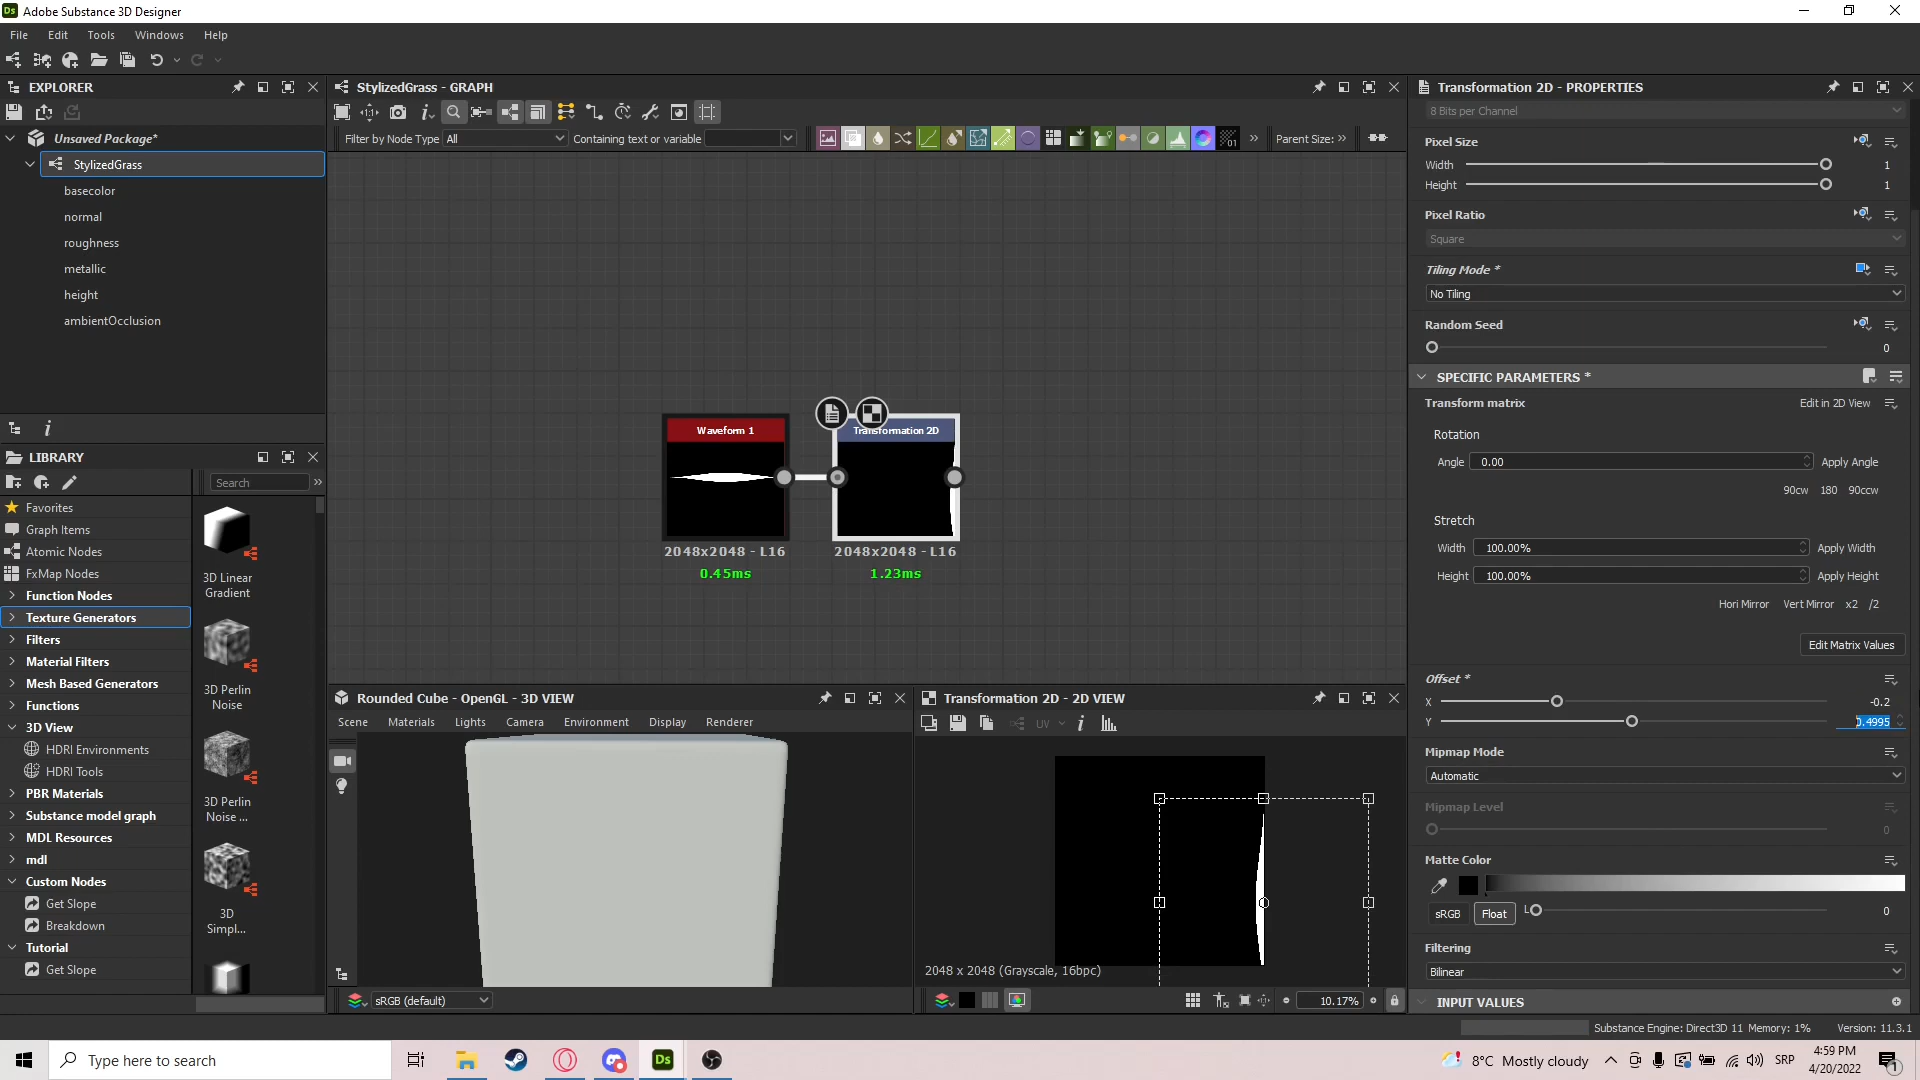 Adobe Substance 3D Designer
File Edit Tools Windows Help
EXPLORER
Unsaved Package*
StylizedGrass
basecolor
normal
roughness
metallic
height
ambientOcclusion
LIBRARY
Search
Favorites
Graph Items
Atomic Nodes
FxMap Nodes
Function Nodes
Texture Generators
Filters
Material Filters
Mesh Based Generators
Functions
3D View
HDRI Environments
HDRI Tools
PBR Materials
Substance model graph
MDL Resources
mdl
Custom Nodes
Get Slope
Breakdown
Tutorial
Get Slope
3D Linear
Gradient
3D Perlin
Noise
3D Perlin
Noise ...
3D
Simpl...
StylizedGrass - GRAPH
Filter by Node Type All Containing text or variable Parent Size:
Waveform 1
2048x2048 - L16
0.45ms
Transformation 2D
2048x2048 - L16
1.23ms
Rounded Cube - OpenGL - 3D VIEW
Scene Materials Lights Camera Environment Display Renderer
sRGB (default)
Transformation 2D - 2D VIEW
UV
2048 x 2048 (Grayscale, 16bpc)
10.17%
Transformation 2D - PROPERTIES
8 Bits per Channel
Pixel Size
Width 1
Height 1
Pixel Ratio
Square
Tiling Mode *
No Tiling
Random Seed
0
SPECIFIC PARAMETERS *
Transform matrix Edit in 2D View
Rotation
Angle 0.00 Apply Angle
90cw 180 90ccw
Stretch
Width 100.00% Apply Width
Height 100.00% Apply Height
Hori Mirror Vert Mirror x2 /2
Edit Matrix Values
Offset *
X -0.2
Y 0.4995
Mipmap Mode
Automatic
Mipmap Level
0
Matte Color
sRGB Float L 0
Filtering
Bilinear
INPUT VALUES
Substance Engine: Direct3D 11 Memory: 1% Version: 11.3.1
Type here to search
Ds
8°C Mostly cloudy
SRP
4:59 PM
4/20/2022
1